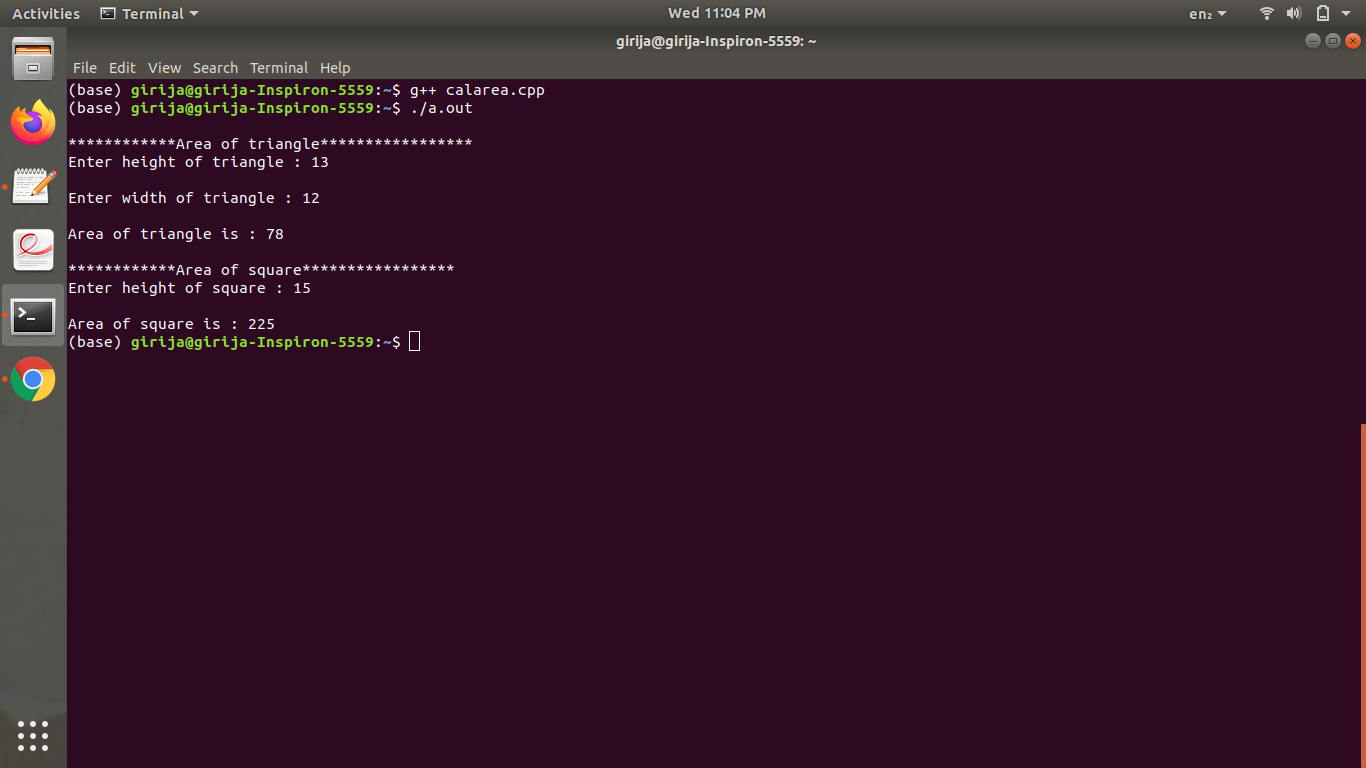 Activities Terminal Wed 11:04 PM en₂
girija@girija-Inspiron-5559: ~
File Edit View Search Terminal Help
(base) girija@girija-Inspiron-5559:~$ g++ calarea.cpp
(base) girija@girija-Inspiron-5559:~$ ./a.out
************Area of triangle*****************
Enter height of triangle : 13
Enter width of triangle : 12
Area of triangle is : 78
************Area of square*****************
Enter height of square : 15
Area of square is : 225
(base) girija@girija-Inspiron-5559:~$